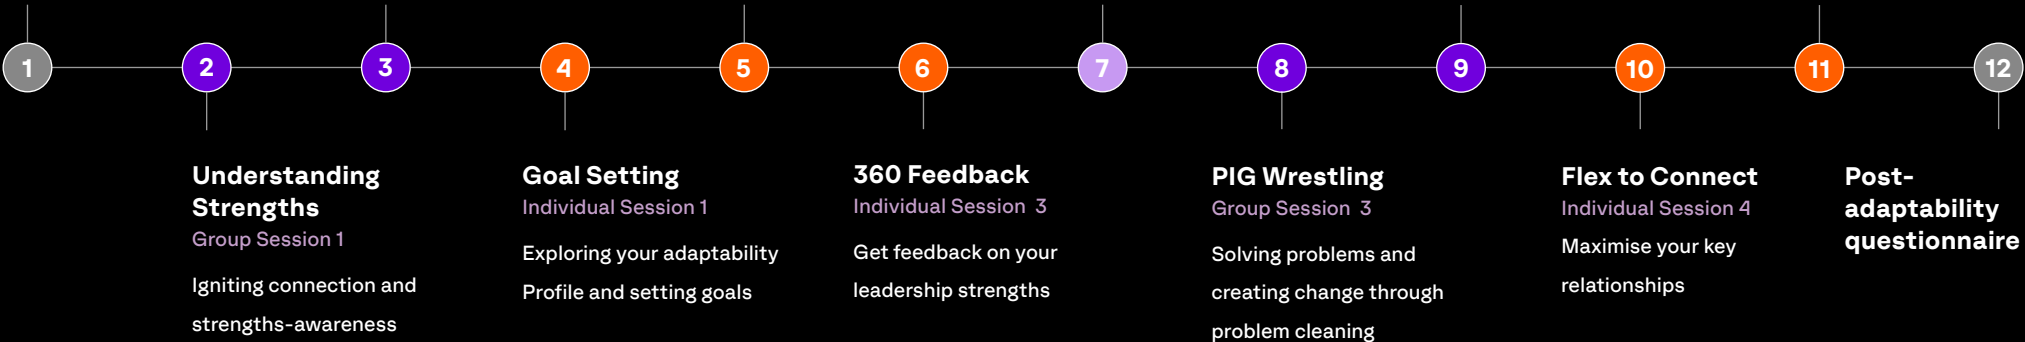 1
2
3
4
5
6
7
8
9
10
11
12
Understanding
Strengths
Group Session 1
Igniting connection and
strengths-awareness
Goal Setting
Individual Session 1
Exploring your adaptability
Profile and setting goals
360 Feedback
Individual Session 3
Get feedback on your
leadership strengths
PIG Wrestling
Group Session 3
Solving problems and
creating change through
problem cleaning
Flex to Connect
Individual Session 4
Maximise your key
relationships
Post-
adaptability
questionnaire